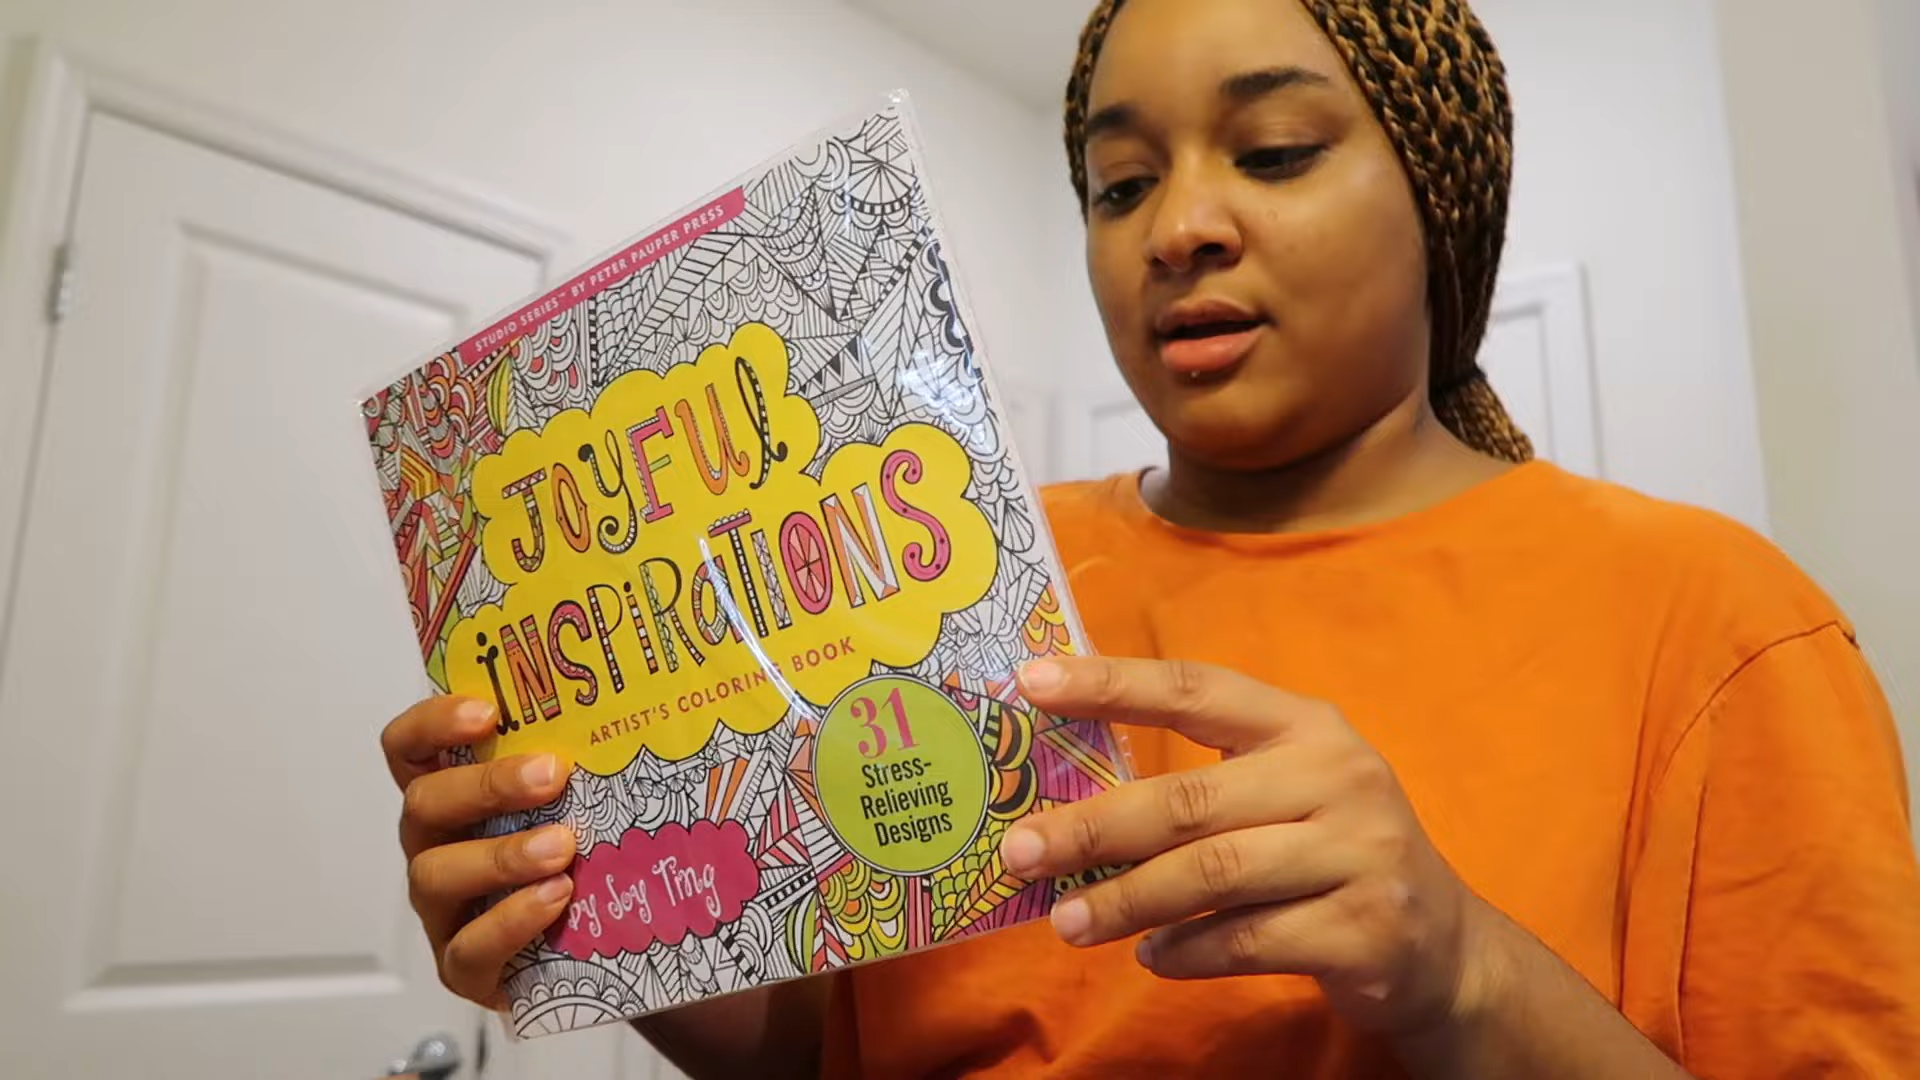 STUDIO SERIES™ BY PETER PAUPER PRESS
JOYFUL
iNSPiRaTIONS
ARTIST'S COLORING BOOK
31
Stress-
Relieving
Designs
by Joy Ting